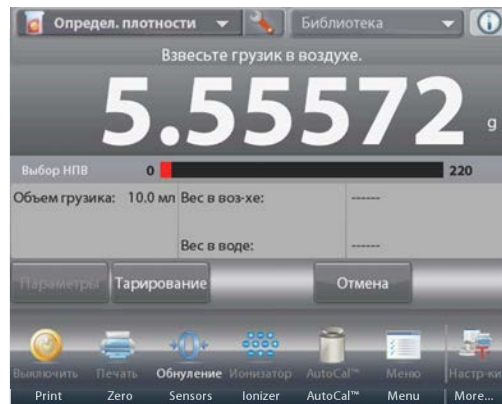 Определ. плотности Библиотека
Взвесьте грузик в воздухе.
5.55572 g
Выбор НПВ 0 220
Объем грузика: 10.0 мл Вес в воз-хе: ------
Вес в воде: ------
Параметры Тарирование Отмена
Выключить Печать Обнуление Ионизатор AutoCal™ Меню Настр-ки
Print Zero Sensors Ionizer AutoCal™ Menu More...